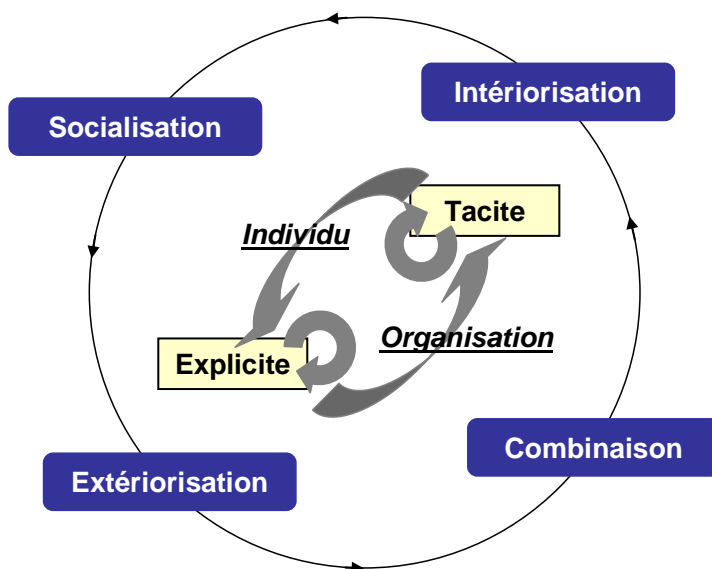 Intériorisation
Socialisation
Tacite
Individu
Organisation
Explicite
Combinaison
Extériorisation